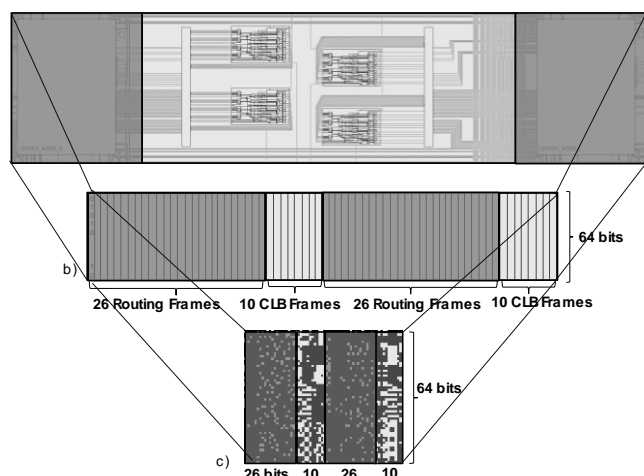 64 bits
b)
26 Routing Frames 10 CLB Frames 26 Routing Frames 10 CLB Frames
64 bits
c)
26 bits 10 26 10